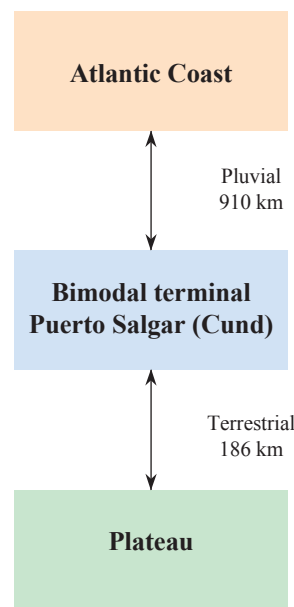 Atlantic Coast
Pluvial
910 km
Bimodal terminal
Puerto Salgar (Cund)
Terrestrial
186 km
Plateau